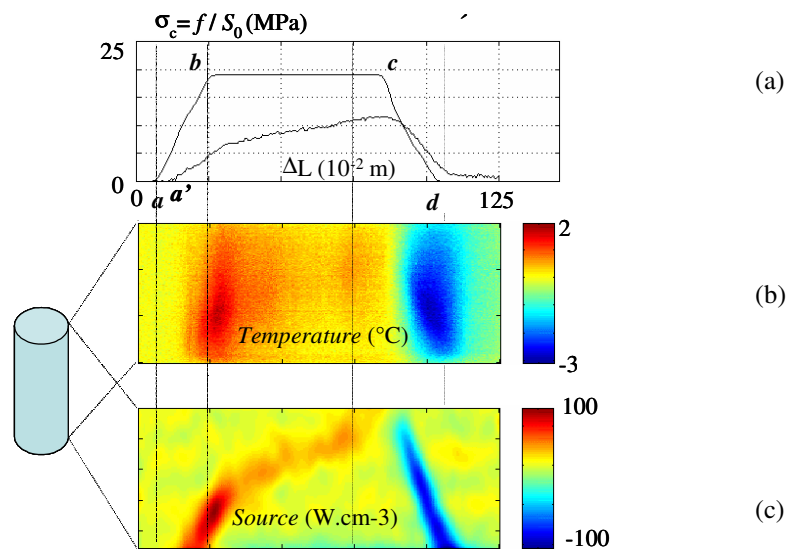 σc= f / S0 (MPa)
25
b
c
(a)
ΔL (10-2 m)
0
0
a
a’
d
125
2
(b)
Temperature (°C)
-3
100
(c)
Source (W.cm-3)
-100